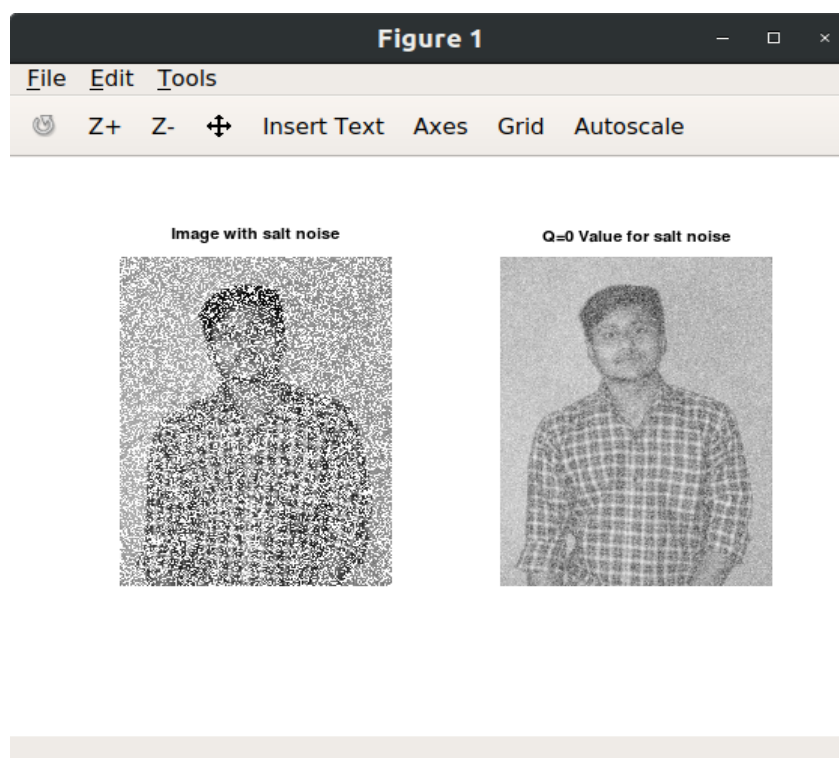 Figure 1
File Edit Tools
Z+ Z- Insert Text Axes Grid Autoscale
Image with salt noise
Q=0 Value for salt noise